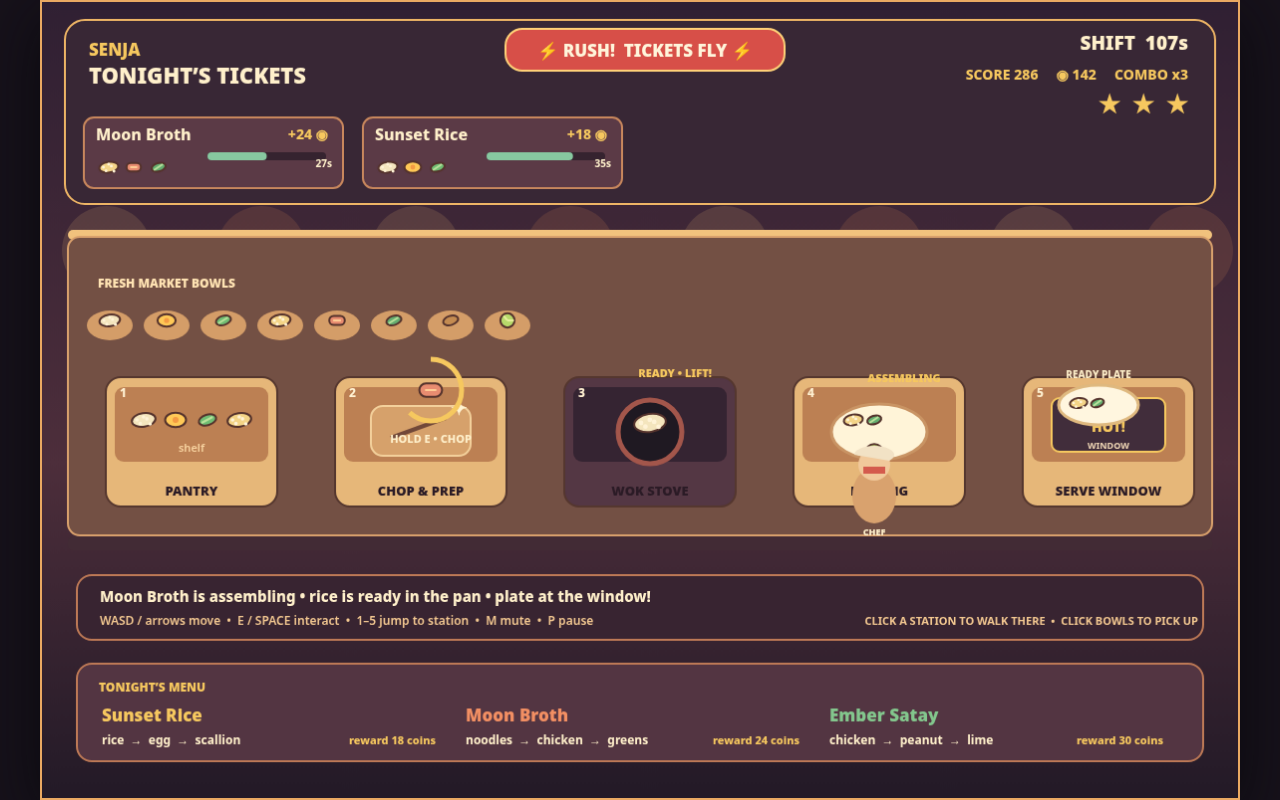 SENJA
TONIGHT'S TICKETS
⚡ RUSH! TICKETS FLY ⚡
SHIFT 107s
SCORE 286 ◉ 142 COMBO x3
★ ★ ★
Moon Broth +24 ◉
27s
Sunset Rice +18 ◉
35s
FRESH MARKET BOWLS
1
shelf
PANTRY
2
HOLD E • CHOP
CHOP & PREP
READY • LIFT!
3
WOK STOVE
ASSEMBLING
4
CHEF
READY PLATE
5
HOT!
WINDOW
SERVE WINDOW
Moon Broth is assembling • rice is ready in the pan • plate at the window!
WASD / arrows move • E / SPACE interact • 1–5 jump to station • M mute • P pause
CLICK A STATION TO WALK THERE • CLICK BOWLS TO PICK UP
TONIGHT'S MENU
Sunset Rice
rice → egg → scallion reward 18 coins
Moon Broth
noodles → chicken → greens reward 24 coins
Ember Satay
chicken → peanut → lime reward 30 coins